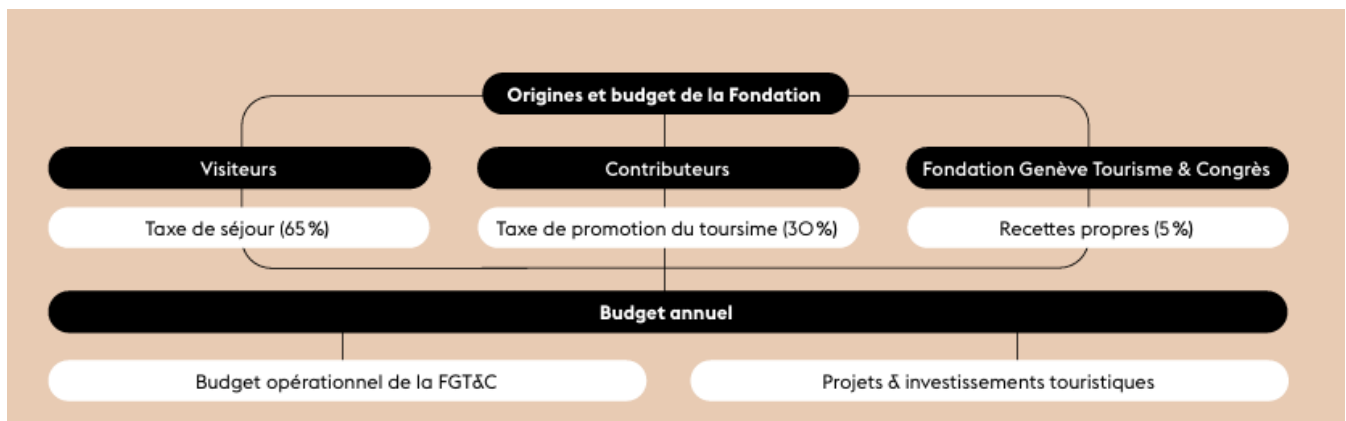 Origines et budget de la Fondation
Visiteurs
Contributeurs
Fondation Genève Tourisme & Congrès
Taxe de séjour (65 %)
Taxe de promotion du toursime (30 %)
Recettes propres (5 %)
Budget annuel
Budget opérationnel de la FGT&C
Projets & investissements touristiques